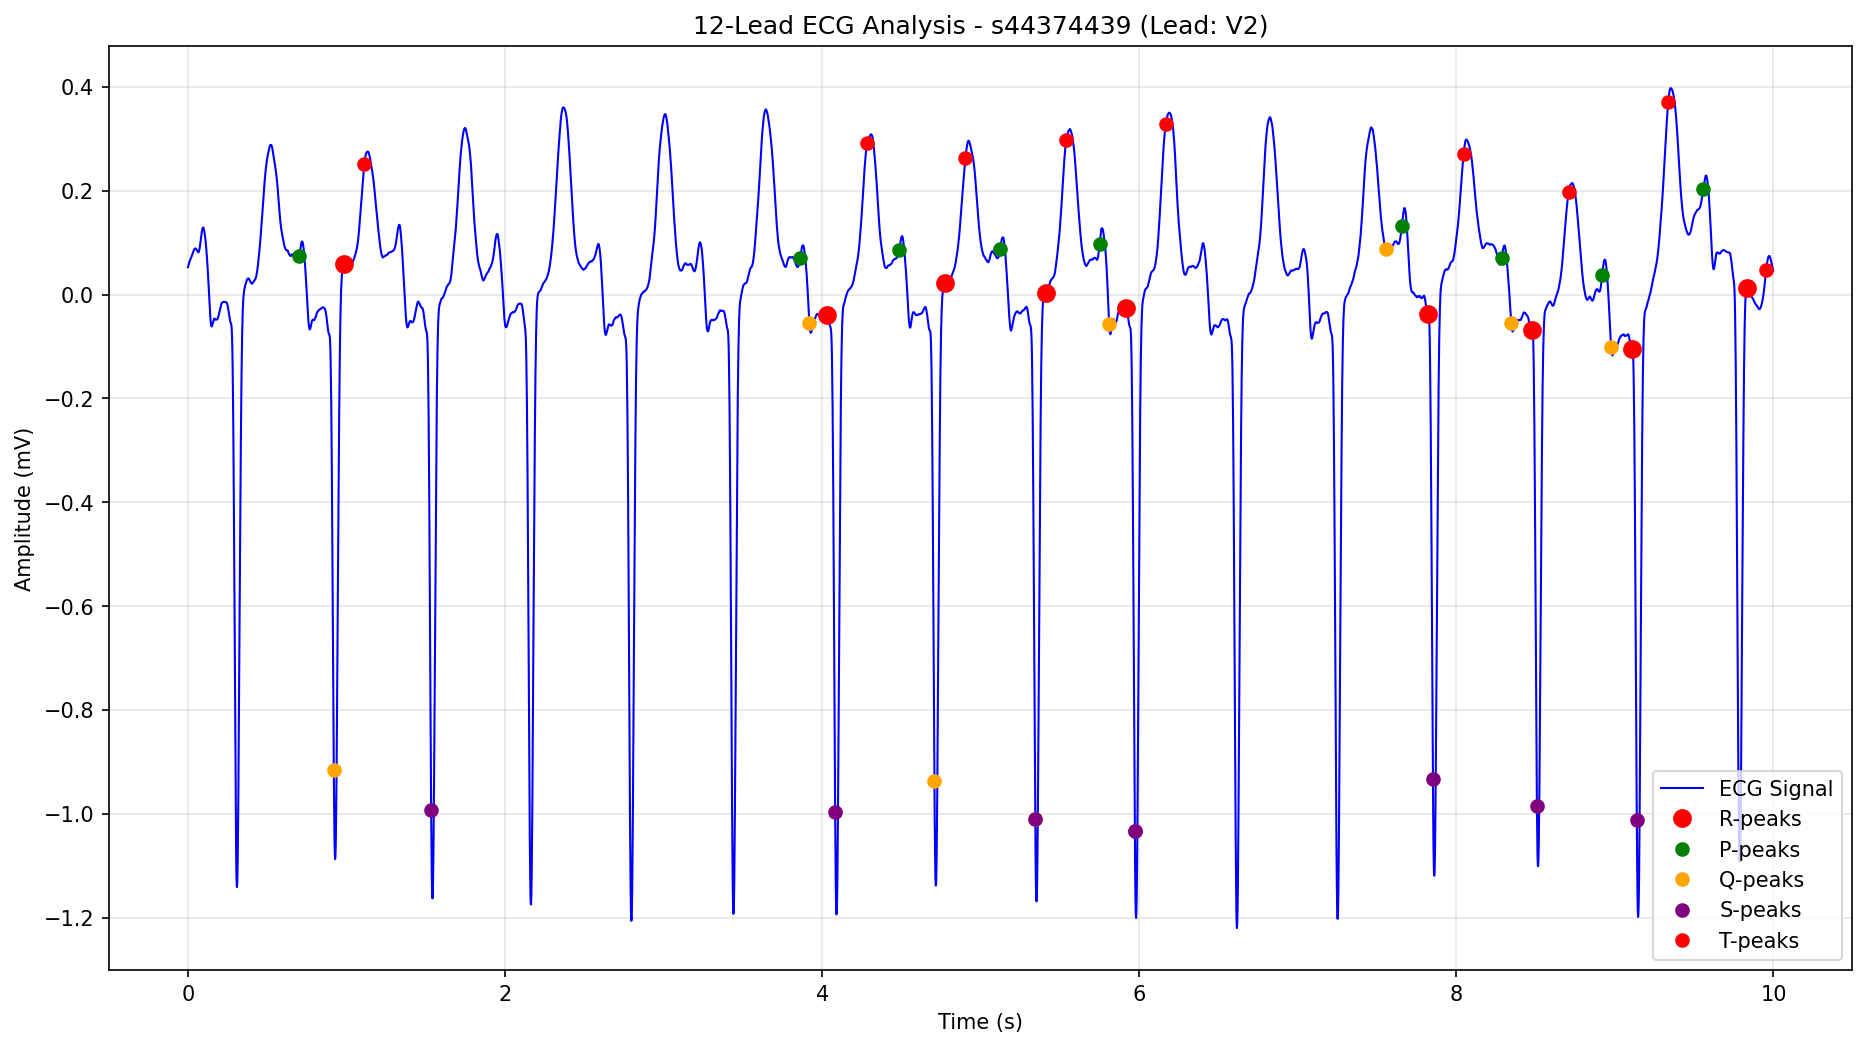 12-Lead ECG Analysis - s44374439 (Lead: V2)
0.4
0.2
0.0
−0.2
−0.4
−0.6
−0.8
−1.0
−1.2
Amplitude (mV)
0 2 4 6 8 10
Time (s)
ECG Signal
R-peaks
P-peaks
Q-peaks
S-peaks
T-peaks